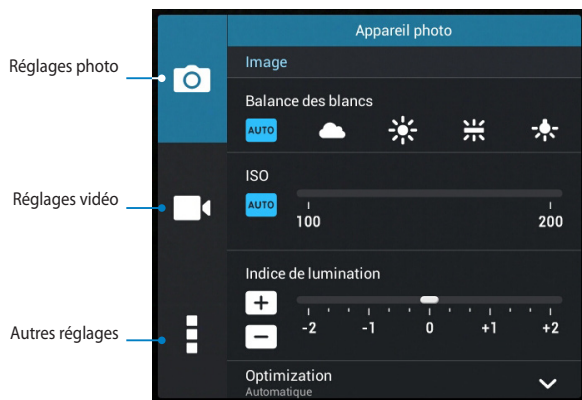 Appareil photo
Réglages photo
Image
Balance des blancs
AUTO
Réglages vidéo
ISO
AUTO
100 200
Indice de lumination
-2 -1 0 +1 +2
Autres réglages
Optimization
Automatique